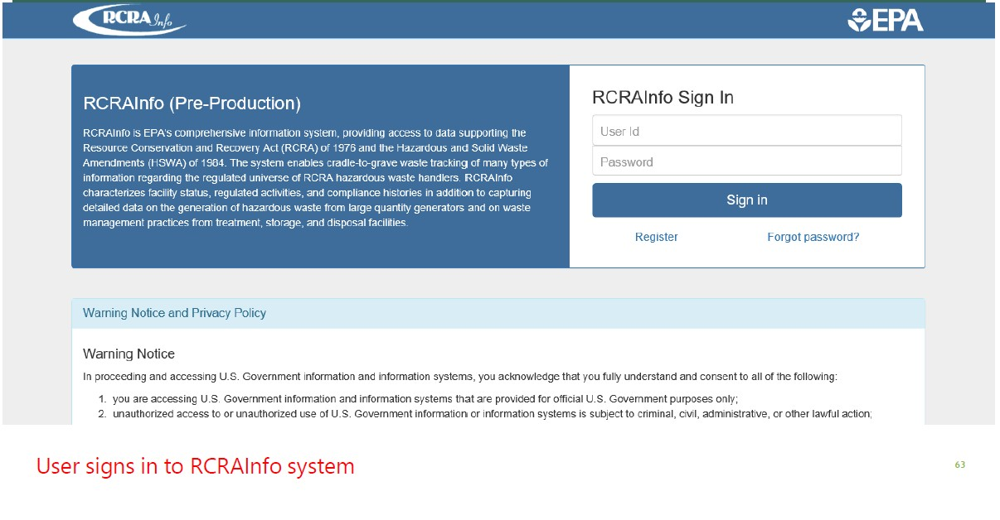 RCRAInfo
EPA
RCRAInfo (Pre-Production)
RCRAInfo is EPA's comprehensive information system, providing access to data supporting the
Resource Conservation and Recovery Act (RCRA) of 1976 and the Hazardous and Solid Waste
Amendments (HSWA) of 1984. The system enables cradle-to-grave waste tracking of many types of
information regarding the regulated universe of RCRA hazardous waste handlers. RCRAInfo
characterizes facility status, regulated activities, and compliance histories in addition to capturing
detailed data on the generation of hazardous waste from large quantity generators and on waste
management practices from treatment, storage, and disposal facilities.
RCRAInfo Sign In
User Id
Password
Sign in
Register
Forgot password?
Warning Notice and Privacy Policy
Warning Notice
In proceeding and accessing U.S. Government information and information systems, you acknowledge that you fully understand and consent to all of the following:
1. you are accessing U.S. Government information and information systems that are provided for official U.S. Government purposes only;
2. unauthorized access to or unauthorized use of U.S. Government information or information systems is subject to criminal, civil, administrative, or other lawful action;
User signs in to RCRAInfo system
63